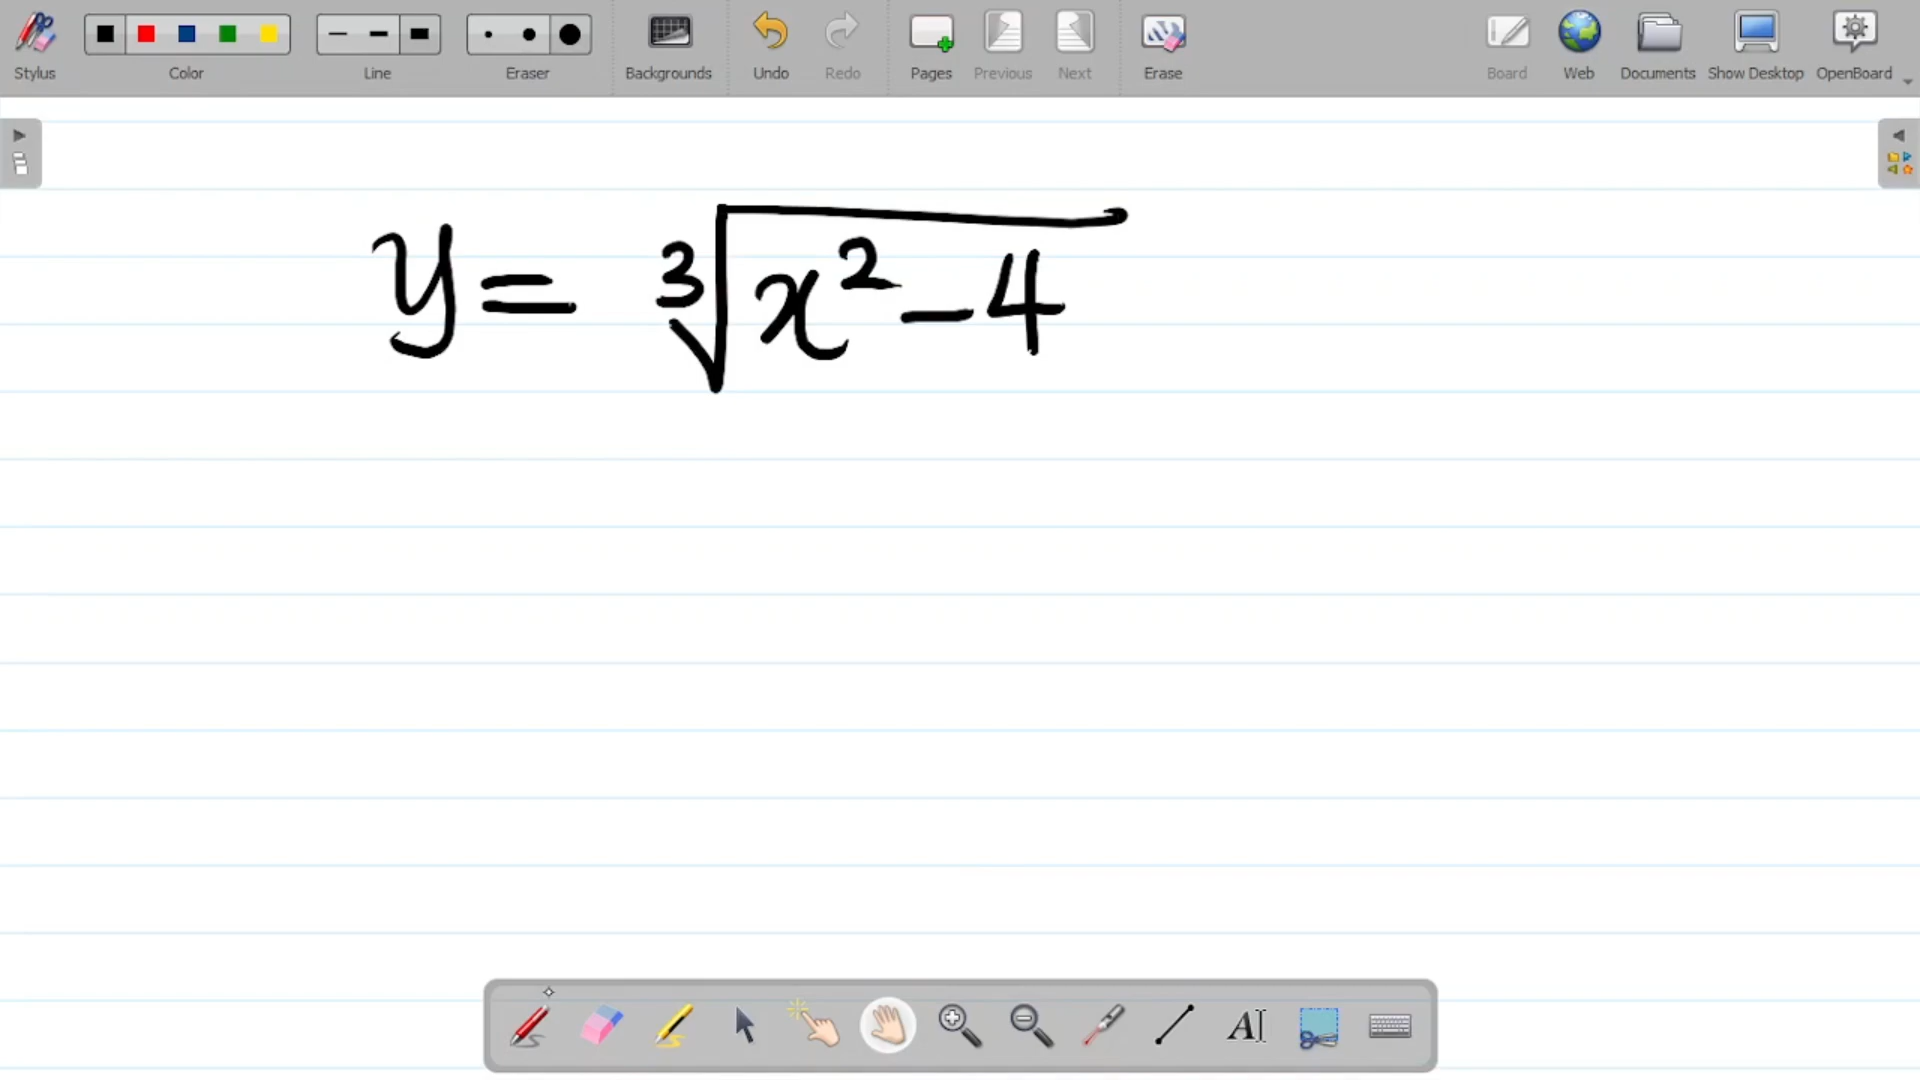 Stylus Color Line Eraser Backgrounds Undo Redo Pages Previous Next Erase Board Web Documents Show Desktop OpenBoard
y = ∛(x² - 4)